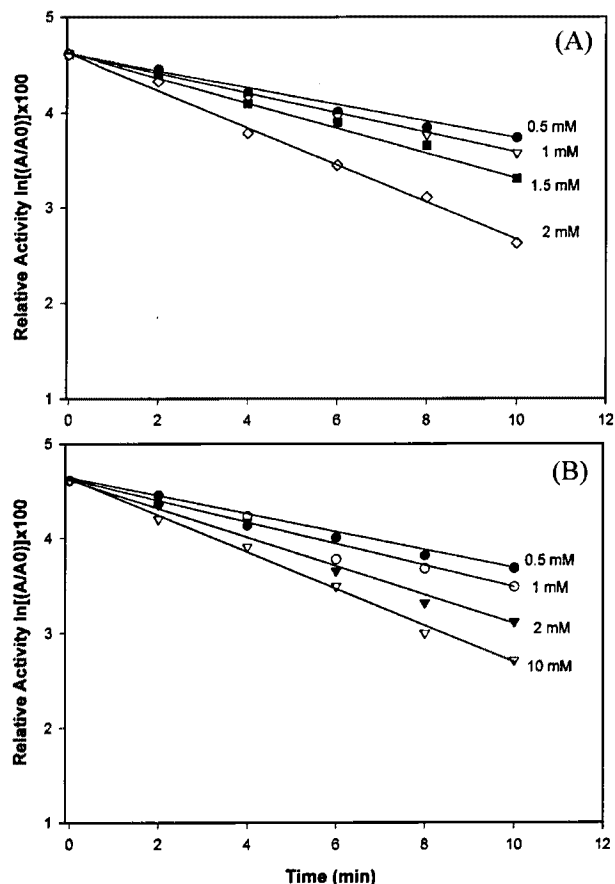 (A)
Relative Activity ln[(A/A0)]x100
5
4
3
2
1
0.5 mM
1 mM
1.5 mM
2 mM
0 2 4 6 8 10 12
(B)
Relative Activity ln[(A/A0)]x100
5
4
3
2
1
0.5 mM
1 mM
2 mM
10 mM
0 2 4 6 8 10 12
Time (min)